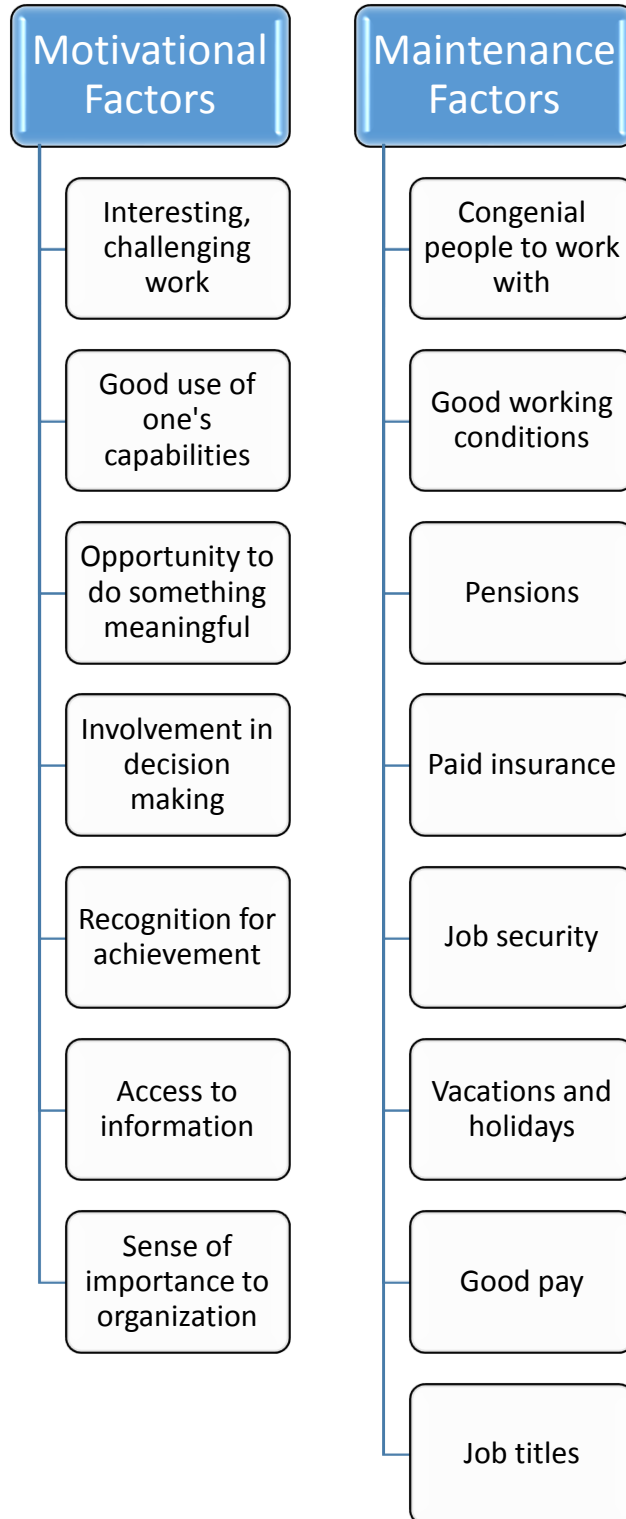 Motivational
Factors
Interesting,
challenging
work
Good use of
one's
capabilities
Opportunity to
do something
meaningful
Involvement in
decision
making
Recognition for
achievement
Access to
information
Sense of
importance to
organization
Maintenance
Factors
Congenial
people to work
with
Good working
conditions
Pensions
Paid insurance
Job security
Vacations and
holidays
Good pay
Job titles